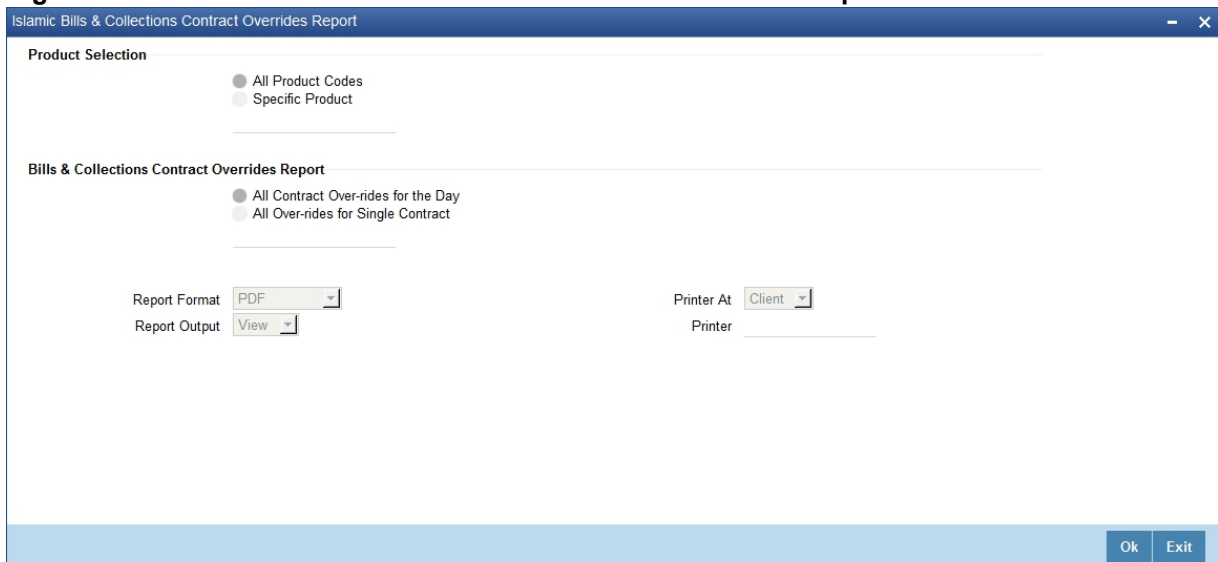 Islamic Bills & Collections Contract Overrides Report
Product Selection
All Product Codes
Specific Product
Bills & Collections Contract Overrides Report
All Contract Over-rides for the Day
All Over-rides for Single Contract
Report Format PDF Printer At Client
Report Output View Printer
Ok Exit